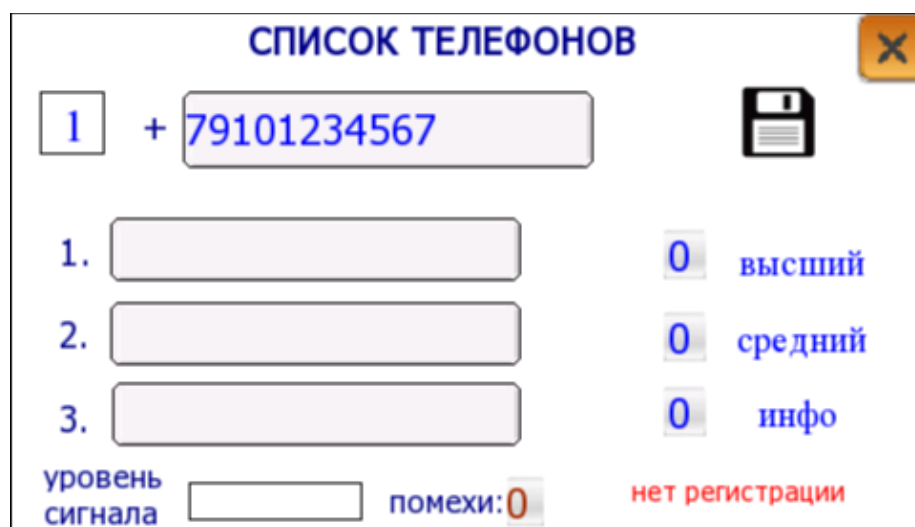 СПИСОК ТЕЛЕФОНОВ
1 + 79101234567
1. 0 высший
2. 0 средний
3. 0 инфо
уровень
сигнала помехи: 0 нет регистрации